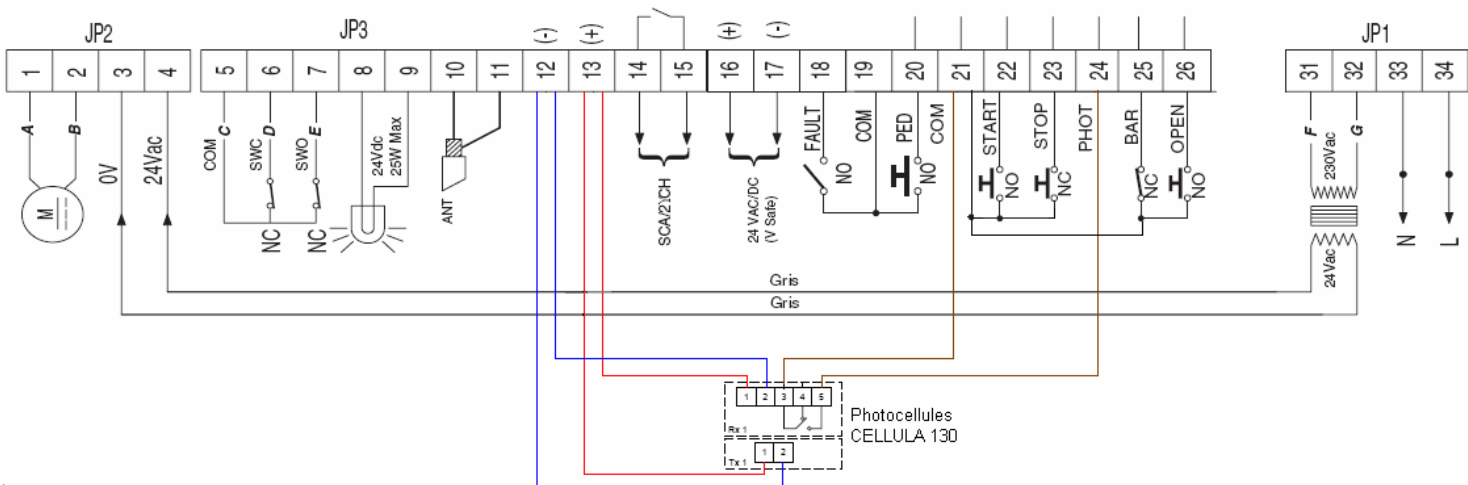 JP2 JP3 (-) (+) (+) (-) JP1
1 2 3 4 5 6 7 8 9 10 11 12 13 14 15 16 17 18 19 20 21 22 23 24 25 26 31 32 33 34
A B 0V 24Vac
COM C
SWC D
SWO E
24Vdc
25W Max
ANT
SCA/2 CH
24 VAC/DC
(V Safe)
FAULT COM PED COM START STOP PHOT BAR OPEN
NO NO NO NC NC NO
F G
230Vac
24Vac
N L
M
NC NC
Gris
Gris
1 2 3 4 5
Rx 1
Photocellules
CELLULA 130
1 2
Tx 1